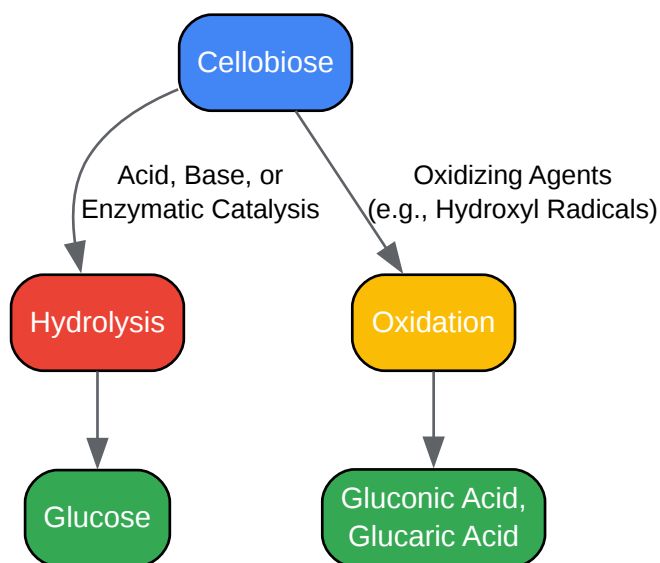 Cellobiose
Acid, Base, or
Enzymatic Catalysis
Oxidizing Agents
(e.g., Hydroxyl Radicals)
Hydrolysis
Oxidation
Glucose
Gluconic Acid,
Glucaric Acid